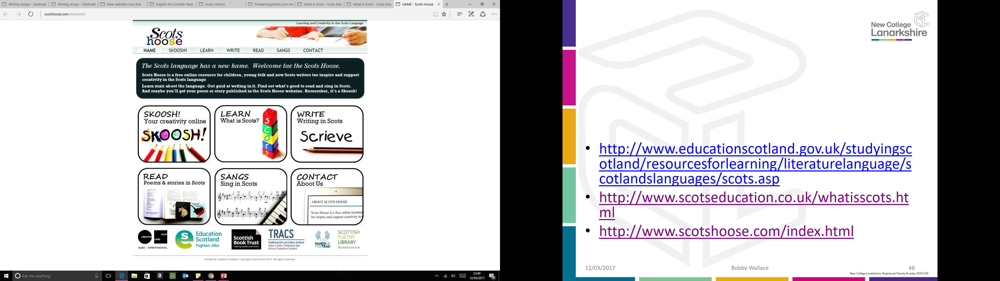 Writing essays - Destinati
Writing essays - Destinati
New websites now live
English N5 Scottish Texts
Scots History
Forlearningminds.com He
What is Scots - Scots Edu
What is Scots - Scots Edu
HAME - Scots Hoose
scotshoose.com/index.html
Learning and Creativity in the Scots Language
Scots
hoose
HAME SKOOSH! LEARN WRITE READ SANGS CONTACT
The Scots language has a new hame. Weelcome tae the Scots Hoose.
Scots Hoose is a free online resource for children, young folk and new Scots writers tae inspire and support
creativity in the Scots language
Learn mair about the language. Get guid at writing in it. Find oot what's good to read and sing in Scots.
And maybe you'll get your poem or story published in the Scots Hoose webzine. Remember, it's a Skoosh!
SKOOSH!
Your creativity online
SKOOSH!
LEARN
What is Scots?
SCOTS
WRITE
Writing in Scots
Scrieve
READ
Poems & stories in Scots
SANGS
Sing in Scots
CONTACT
Aboot Us
ABOOT SCOTS HOOSE
Scots Hoose is a free online resource
tae inspire and support creativity in t
CREATIVE SCOT
LAND
ALBA | CHRUTHACHAIL
Education
Scotland
Foghlam Alba
Scottish
Book Trust
inspiring readers and writers
TRACS
Traditional Arts and Culture Scotland
Ealain is Cultar Traidiseanta Alba
Airts an Tradeetions Scotland
HANDS UP
FOR TRAD
SCOTTISH
POETRY
LIBRARY
By leaves we live
Funded by Creative Scotland. Copyright Scots Hoose 2014. All rights reserved.
Ask me anything
22:40
12/03/2017
16
New College
Lanarkshire
• http://www.educationscotland.gov.uk/studyingsc
otland/resourcesforlearning/literaturelanguage/s
cotlandslanguages/scots.asp
• http://www.scotseducation.co.uk/whatisscots.ht
ml
• http://www.scotshoose.com/index.html
12/03/2017 Bobby Wallace 46
New College Lanarkshire: Registered Charity Number SC021206